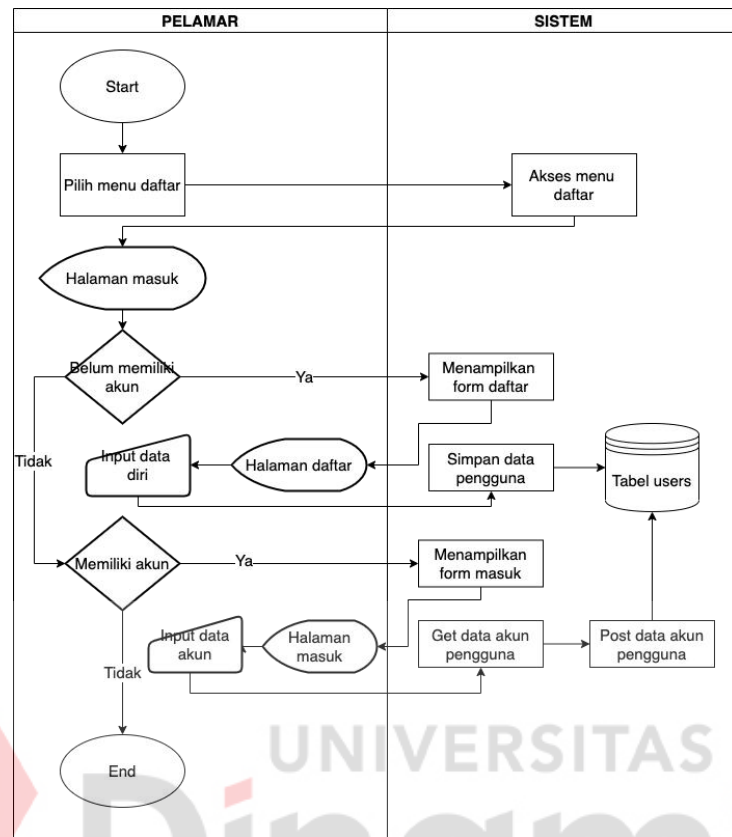 PELAMAR
SISTEM
Start
Pilih menu daftar
Akses menu
daftar
Halaman masuk
Belum memiliki
akun
Ya
Menampilkan
form daftar
Tidak
Input data
diri
Halaman daftar
Simpan data
pengguna
Tabel users
Memiliki akun
Ya
Menampilkan
form masuk
Input data
akun
Halaman
masuk
Get data akun
pengguna
Post data akun
pengguna
Tidak
End
UNIVERSITAS
Dinam